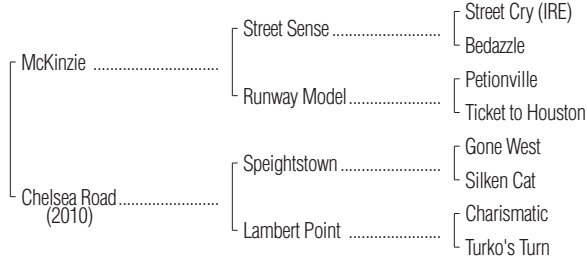 Street Cry (IRE)
Street Sense ........................
Bedazzle
McKinzie ............................
Petionville
Runway Model ....................
Ticket to Houston
Gone West
Speightstown ......................
Silken Cat
Chelsea Road ......................
(2010)
Charismatic
Lambert Point ....................
Turko's Turn